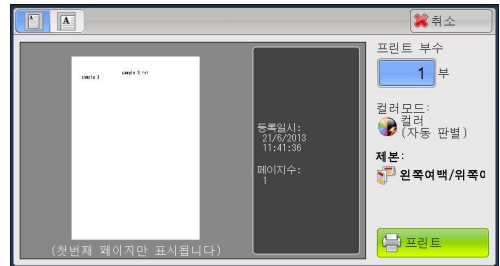 A
취소
sample 1
sample_1.txt
등록일시:
21/6/2013
11:41:36
페이지수:
1
(첫번째 페이지만 표시됩니다)
프린트 부수
1 부
컬러모드:
컬러
(자동 판별)
제본:
왼쪽여백/위쪽여
프린트